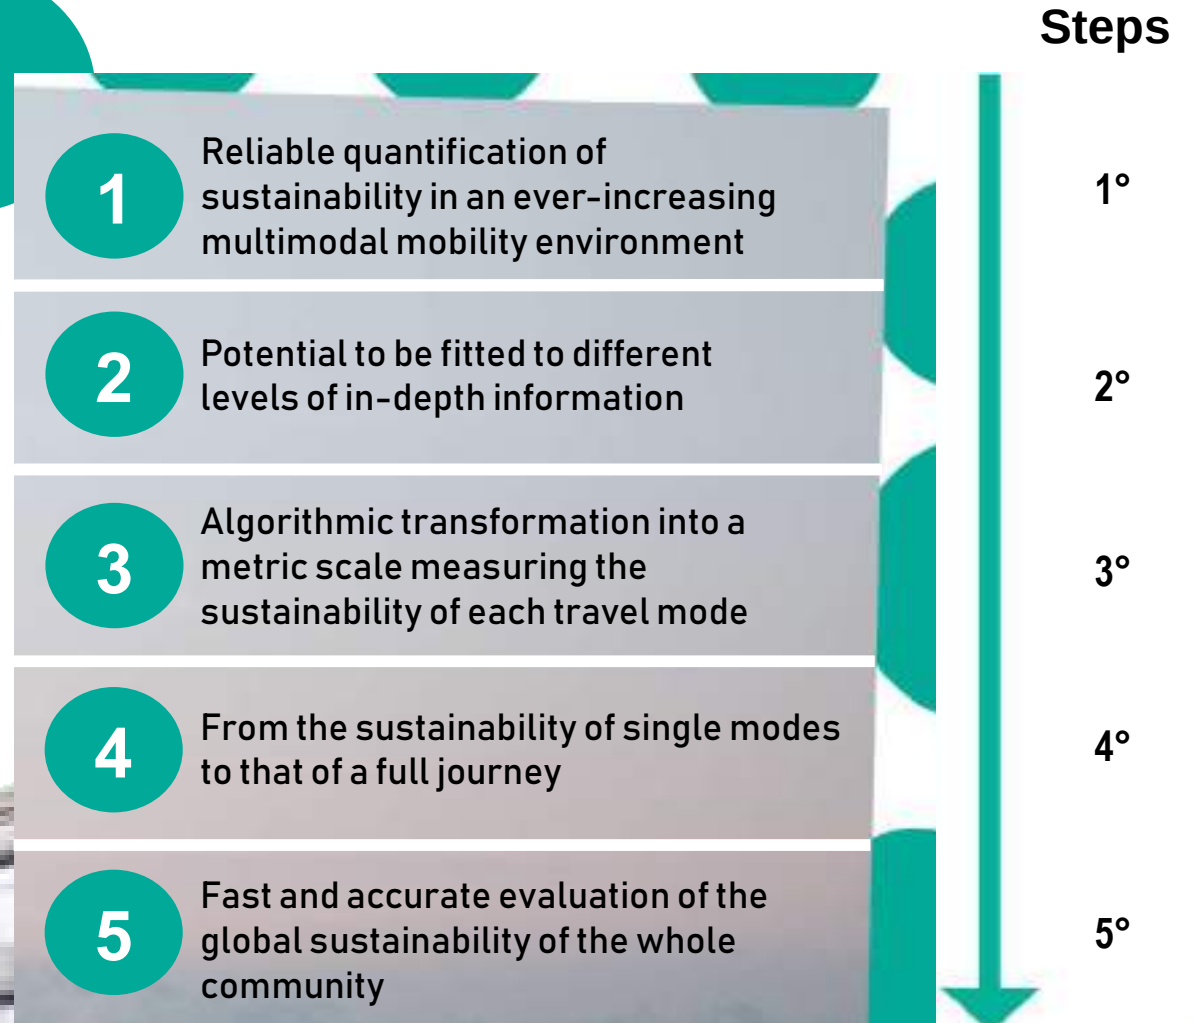 Steps
1
Reliable quantification of
sustainability in an ever-increasing
multimodal mobility environment
1°
2
Potential to be fitted to different
levels of in-depth information
2°
3
Algorithmic transformation into a
metric scale measuring the
sustainability of each travel mode
3°
4
From the sustainability of single modes
to that of a full journey
4°
5
Fast and accurate evaluation of the
global sustainability of the whole
community
5°